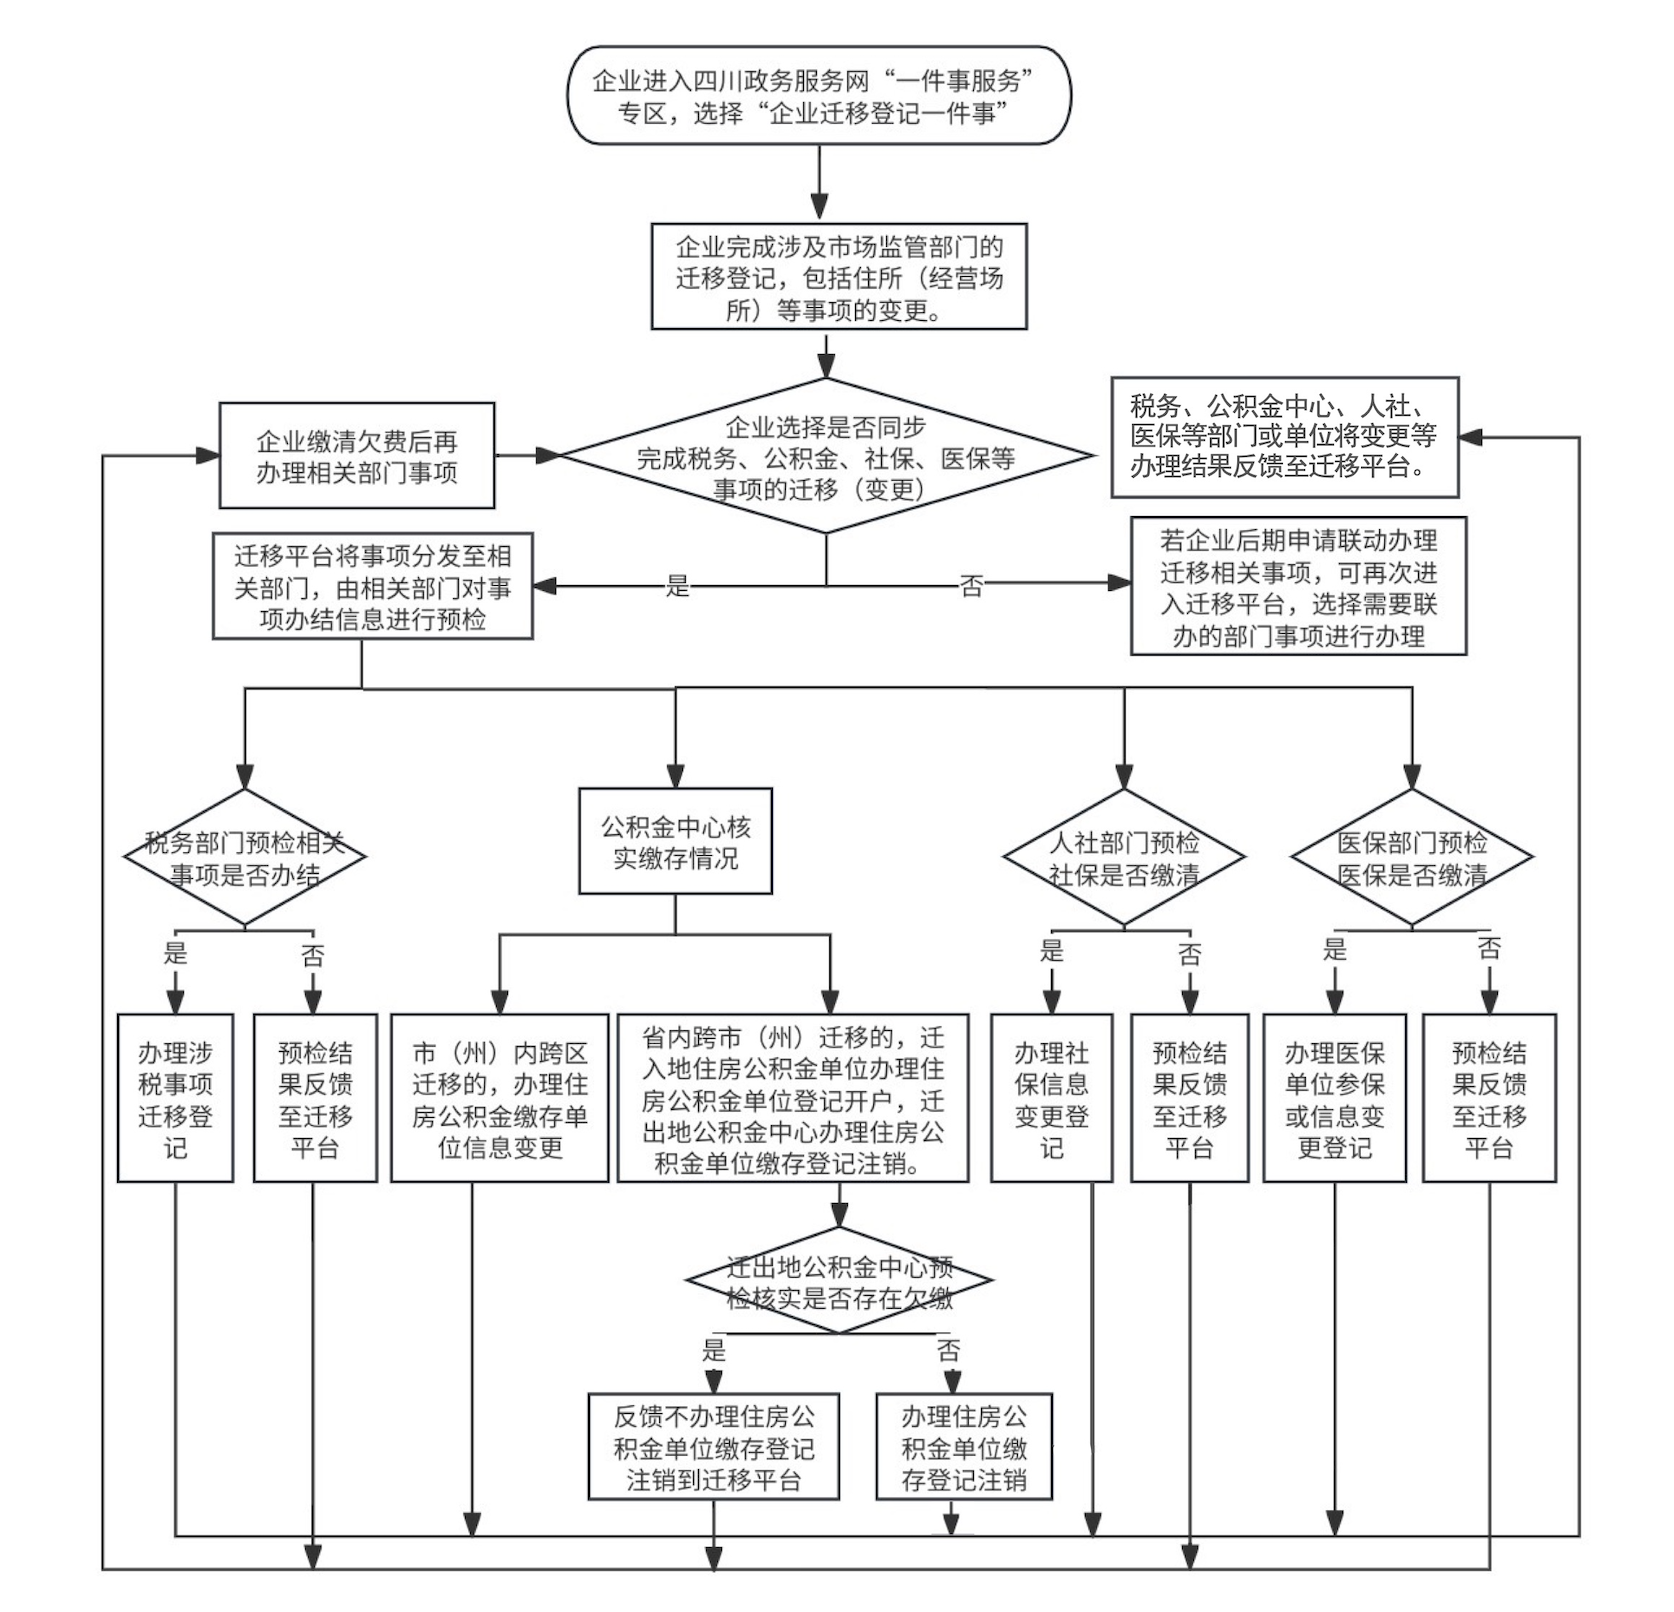 企业进入四川政务服务网“一件事服务”
专区，选择“企业迁移登记一件事”
企业完成涉及市场监管部门的
迁移登记，包括住所（经营场
所）等事项的变更。
企业缴清欠费后再
办理相关部门事项
企业选择是否同步
完成税务、公积金、社保、医保等
事项的迁移（变更）
税务、公积金中心、人社、
医保等部门或单位将变更等
办理结果反馈至迁移平台。
迁移平台将事项分发至相
关部门，由相关部门对事
项办结信息进行预检
是
否
若企业后期申请联动办理
迁移相关事项，可再次进
入迁移平台，选择需要联
办的部门事项进行办理
税务部门预检相关
事项是否办结
公积金中心核
实缴存情况
人社部门预检
社保是否缴清
医保部门预检
医保是否缴清
是
否
是
否
是
否
办理涉
税事项
迁移登
记
预检结
果反馈
至迁移
平台
市（州）内跨区
迁移的，办理住
房公积金缴存单
位信息变更
省内跨市（州）迁移的，迁
入地住房公积金单位办理住
房公积金单位登记开户，迁
出地公积金中心办理住房公
积金单位缴存登记注销。
办理社
保信息
变更登
记
预检结
果反馈
至迁移
平台
办理医保
单位参保
或信息变
更登记
预检结
果反馈
至迁移
平台
迁出地公积金中心预
检核实是否存在欠缴
是
否
反馈不办理住房公
积金单位缴存登记
注销到迁移平台
办理住房公
积金单位缴
存登记注销